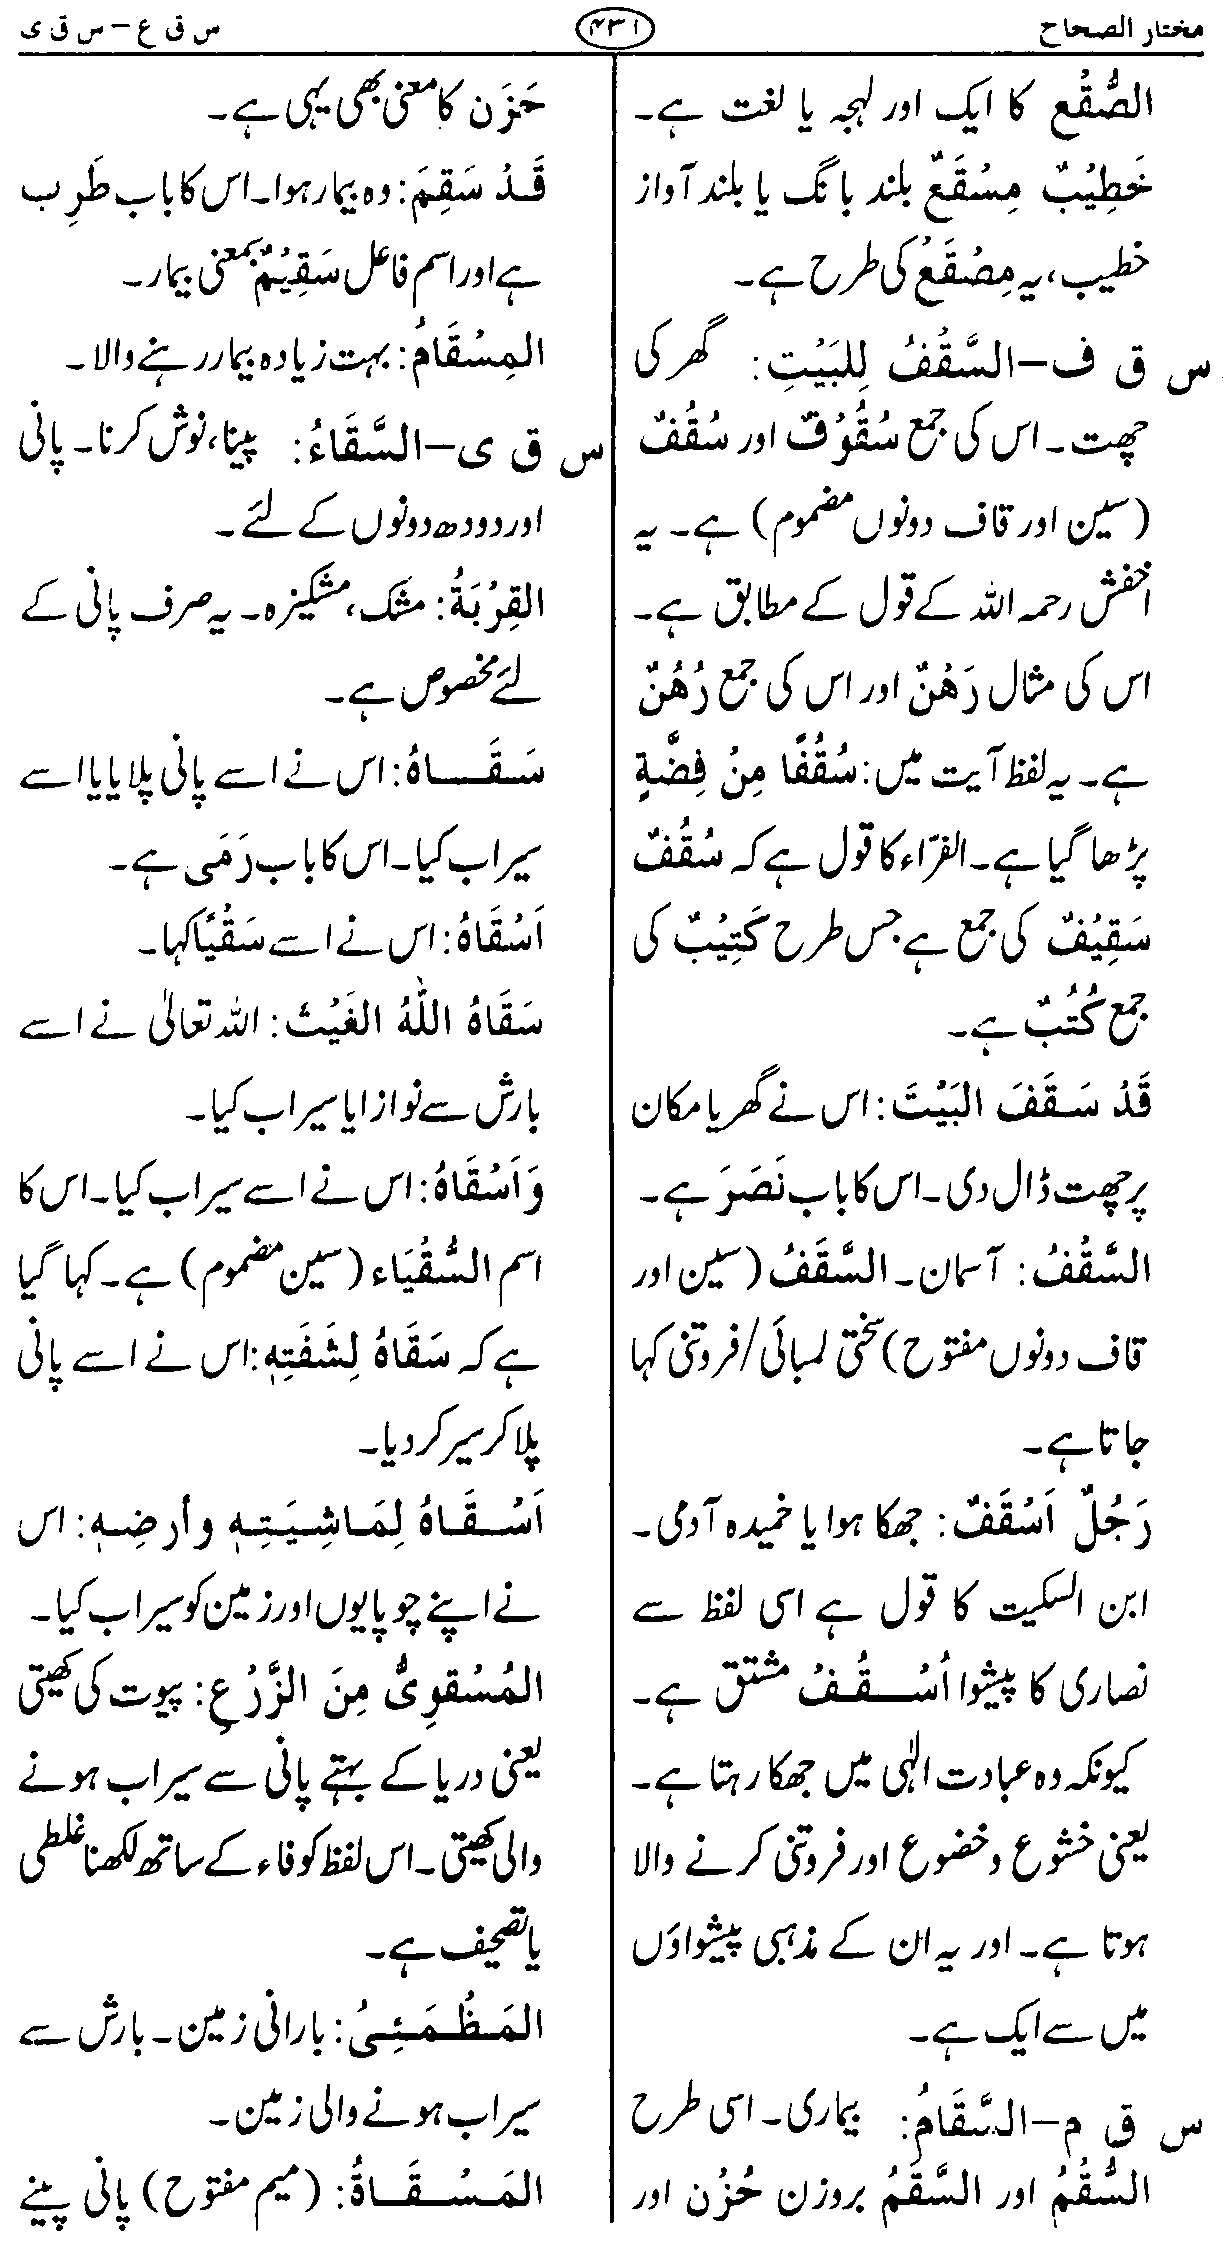 مختار الصحاح
۴۳۱
س ق ع – س ق ی
الصُّقْع کا ایک اور لہجہ یا لغت ہے۔
خَطِیْبٌ مِسْقَعٌ بلند بانگ یا بلند آواز
خطیب، یہ مِصْقَعُ کی طرح ہے۔
س ق ف – السَّقْفُ لِلبَیْتِ: گھر کی
چھت۔ اس کی جمع سُقُوْفٌ اور سُقُفٌ
(سین اور قاف دونوں مضموم) ہے۔ یہ
اخفش رحمہ اللہ کے قول کے مطابق ہے۔
اس کی مثال رَهْنٌ اور اس کی جمع رُهُنٌ
ہے۔ یہ لفظ آیت میں: سُقُفًا مِنْ فِضَّةٍ
پڑھا گیا ہے۔ الفرّاء کا قول ہے کہ سُقُفٌ
سَقِیْفٌ کی جمع ہے جس طرح کَتِیْبٌ کی
جمع کُتُبٌ ہے۔
قَدْ سَقَفَ البَیْتَ: اس نے گھر یا مکان
پر چھت ڈال دی۔ اس کا باب نَصَرَ ہے۔
السَّقْفُ: آسمان۔ السَّقَفُ (سین اور
قاف دونوں مفتوح) سختی لمبائی/فروتنی کہا
جاتا ہے۔
رَجُلٌ اَسْقَفٌ: جھکا ہوا یا خمیدہ آدمی۔
ابن السکیت کا قول ہے اسی لفظ سے
نصاری کا پیشوا اُسْقُفُ مشتق ہے۔
کیونکہ وہ عبادت الٰہی میں جھکا رہتا ہے۔
یعنی خشوع و خضوع اور فروتنی کرنے والا
ہوتا ہے۔ اور یہ ان کے مذہبی پیشواؤں
میں سے ایک ہے۔
س ق م – السَّقَامُ: بیماری۔ اسی طرح
السُّقْمُ اور السَّقَمُ بروزن حُزْن اور
حَزَن کا معنی بھی یہی ہے۔
قَدْ سَقِمَ: وہ بیمار ہوا۔ اس کا باب طَرِب
ہے اور اسم فاعل سَقِیْمٌ بمعنی بیمار۔
المِسْقَامُ: بہت زیادہ بیمار رہنے والا۔
س ق ی – السَّقَاءُ: پینا، نوش کرنا۔ پانی
اور دودھ دونوں کے لئے۔
القِرْبَةُ: مشک، مشکیزہ۔ یہ صرف پانی کے
لئے مخصوص ہے۔
سَقَاهُ: اس نے اسے پانی پلایا یا اسے
سیراب کیا۔ اس کا باب رَمَی ہے۔
اَسْقَاهُ: اس نے اسے سَقْیًا کہا۔
سَقَاهُ اللّٰهُ الغَیْثَ: اللہ تعالیٰ نے اسے
بارش سے نوازا یا سیراب کیا۔
وَاَسْقَاهُ: اس نے اسے سیراب کیا۔ اس کا
اسم السُّقْیَاء (سین مضموم) ہے۔ کہا گیا
ہے کہ سَقَاهُ لِشَفَتِهٖ: اس نے اسے پانی
پلا کر سیر کر دیا۔
اَسْقَاهُ لِمَاشِیَتِهٖ وأرضِهٖ: اس
نے اپنے چوپایوں اور زمین کو سیراب کیا۔
المُسْقوِیُّ مِنَ الزَّرْعِ: پیوت کی کھیتی
یعنی دریا کے بہتے پانی سے سیراب ہونے
والی کھیتی۔ اس لفظ کو فاء کے ساتھ لکھنا غلطی
یا تصحیف ہے۔
المَظْمَئِیُ: بارانی زمین۔ بارش سے
سیراب ہونے والی زمین۔
المَسْقَاةُ: (میم مفتوح) پانی پینے